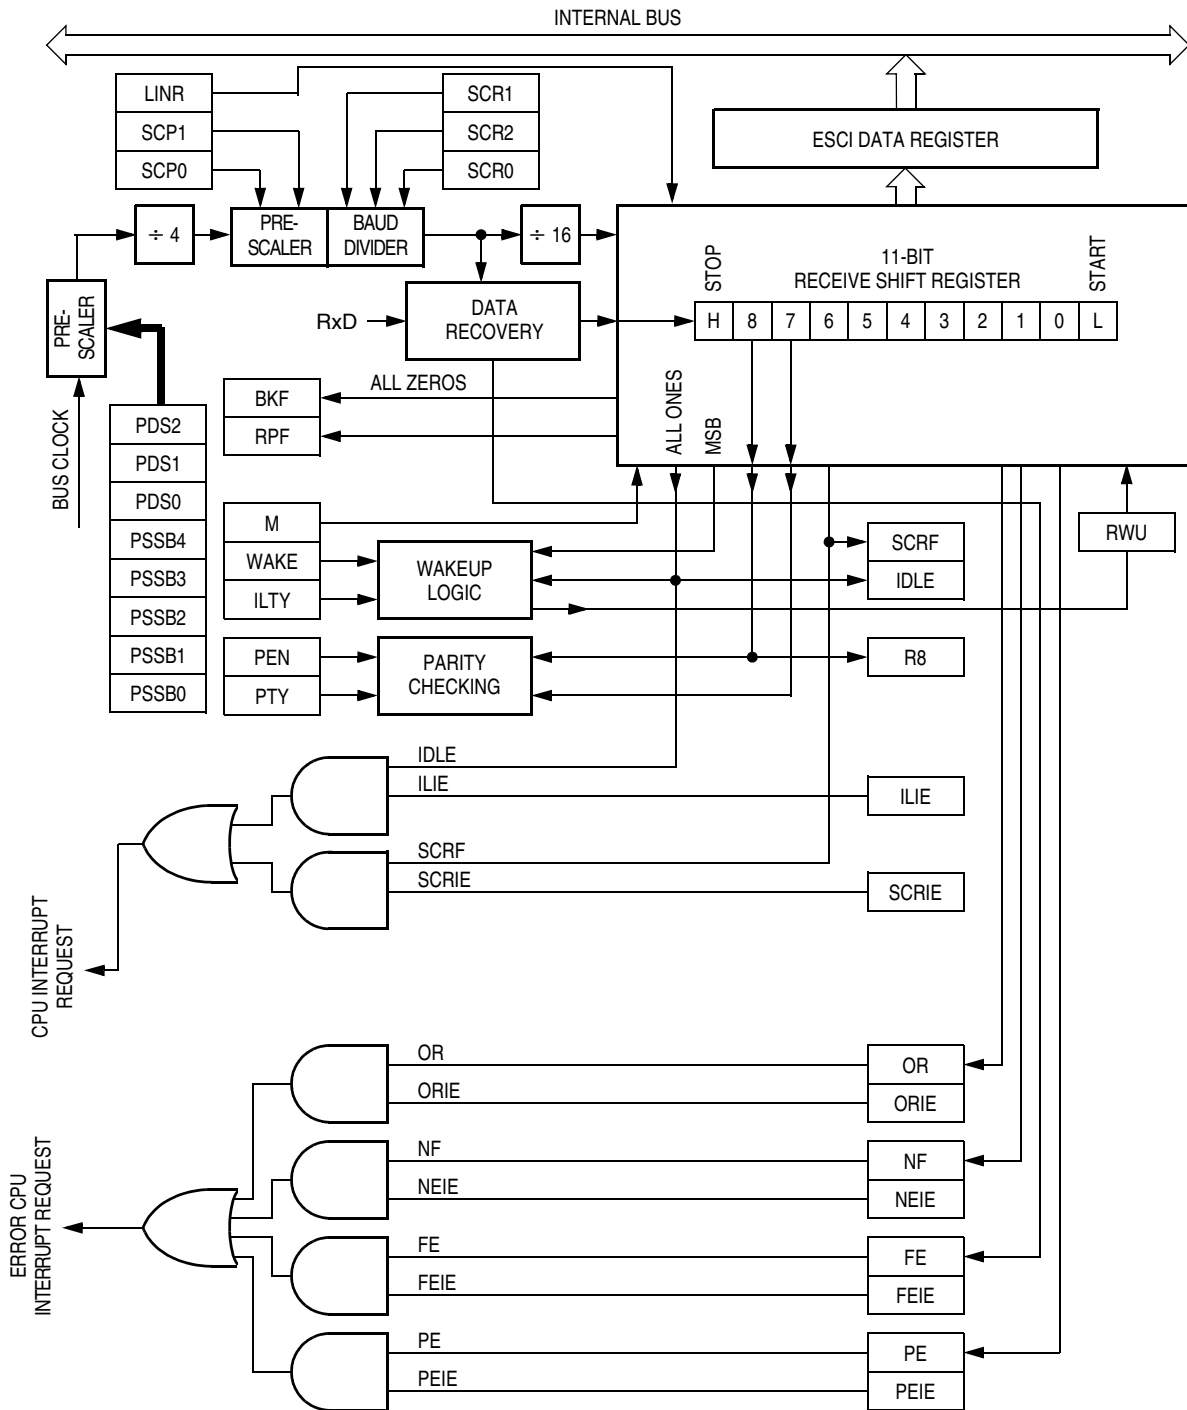 INTERNAL BUS
LINR
SCP1
SCP0
SCR1
SCR2
SCR0
ESCI DATA REGISTER
÷ 4
PRE-
SCALER
BAUD
DIVIDER
÷ 16
11-BIT
RECEIVE SHIFT REGISTER
STOP
START
H 8 7 6 5 4 3 2 1 0 L
PRE-
SCALER
RxD
DATA
RECOVERY
BUS CLOCK
ALL ZEROS
BKF
RPF
ALL ONES
MSB
PDS2
PDS1
PDS0
PSSB4
PSSB3
PSSB2
PSSB1
PSSB0
M
WAKE
ILTY
WAKEUP
LOGIC
PEN
PTY
PARITY
CHECKING
RWU
SCRF
IDLE
R8
IDLE
ILIE
ILIE
SCRF
SCRIE
SCRIE
CPU INTERRUPT
REQUEST
OR
ORIE
OR
ORIE
NF
NEIE
NF
NEIE
ERROR CPU
INTERRUPT REQUEST
FE
FEIE
FE
FEIE
PE
PEIE
PE
PEIE